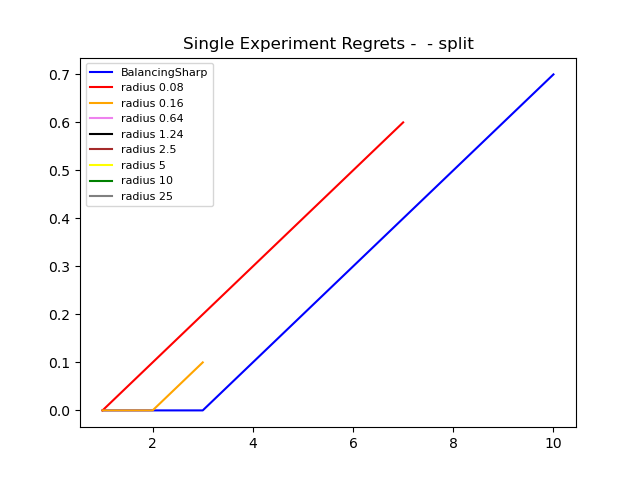 Single Experiment Regrets -  - split
BalancingSharp
radius 0.08
radius 0.16
radius 0.64
radius 1.24
radius 2.5
radius 5
radius 10
radius 25
0.7
0.6
0.5
0.4
0.3
0.2
0.1
0.0
2 4 6 8 10